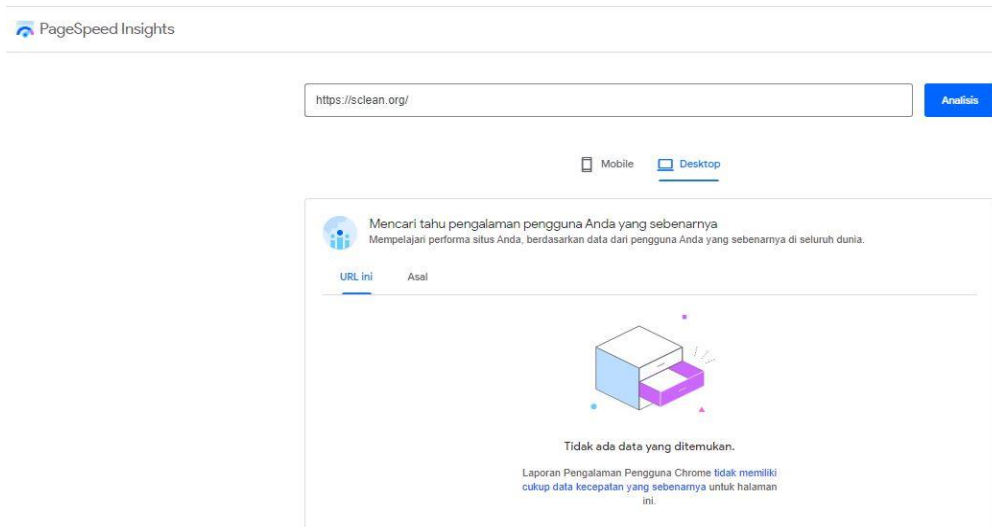 PageSpeed Insights
https://sclean.org/
Analisis
Mobile
Desktop
Mencari tahu pengalaman pengguna Anda yang sebenarnya
Mempelajari performa situs Anda, berdasarkan data dari pengguna Anda yang sebenarnya di seluruh dunia.
URL ini
Asal
Tidak ada data yang ditemukan.
Laporan Pengalaman Pengguna Chrome tidak memiliki
cukup data kecepatan yang sebenarnya untuk halaman
ini.